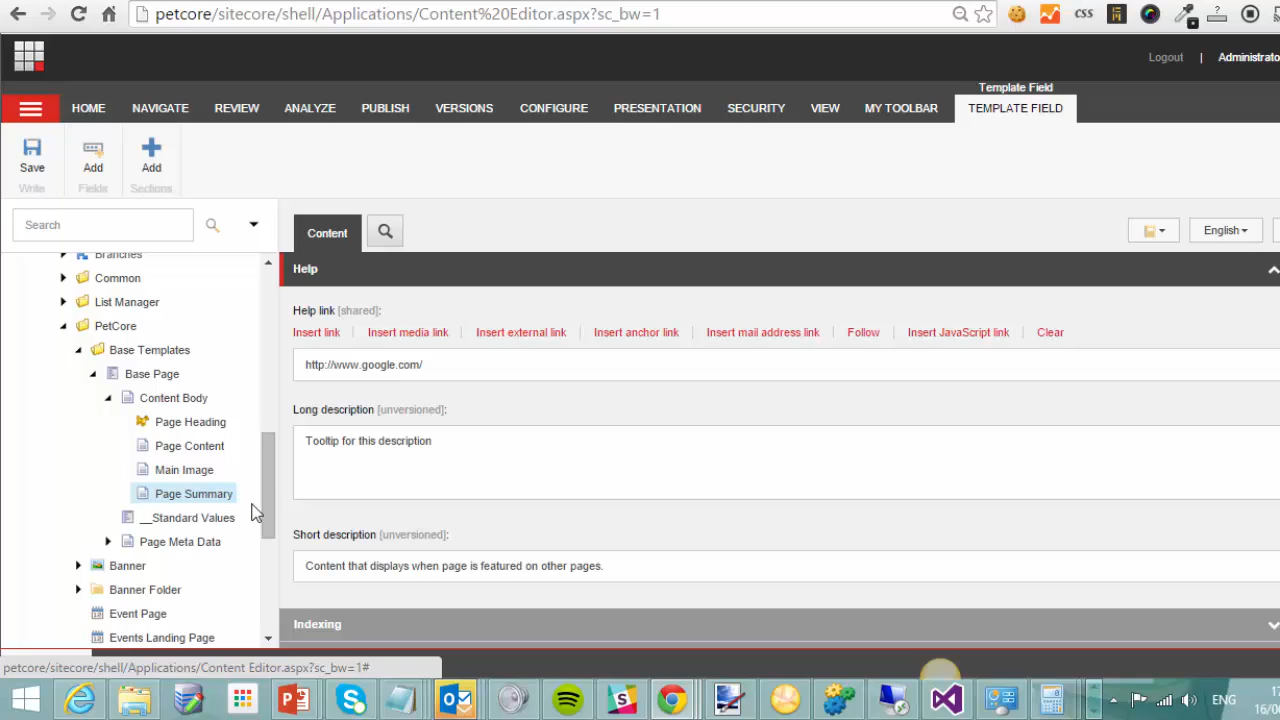 petcore/sitecore/shell/Applications/Content%20Editor.aspx?sc_bw=1
css
Logout | Administrato
Template Field
HOME NAVIGATE REVIEW ANALYZE PUBLISH VERSIONS CONFIGURE PRESENTATION SECURITY VIEW MY TOOLBAR TEMPLATE FIELD
Save Add Add
Write Fields Sections
Search
Content
English
Branches
Common
List Manager
PetCore
Base Templates
Base Page
Content Body
Page Heading
Page Content
Main Image
Page Summary
__Standard Values
Page Meta Data
Banner
Banner Folder
Event Page
Events Landing Page
Help
Help link [shared]:
Insert link | Insert media link | Insert external link | Insert anchor link | Insert mail address link | Follow | Insert JavaScript link | Clear
http://www.google.com/
Long description [unversioned]:
Tooltip for this description
Short description [unversioned]:
Content that displays when page is featured on other pages.
Indexing
petcore/sitecore/shell/Applications/Content Editor.aspx?sc_bw=1#
ENG